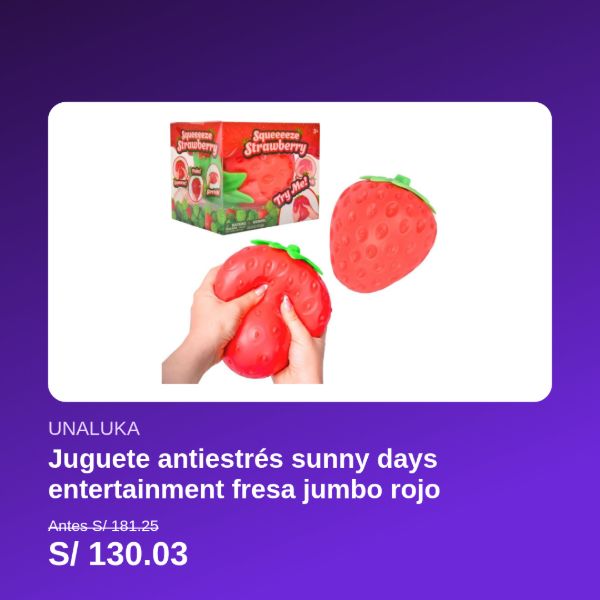 Squeeeeze
Strawberry
Squeeeeze
Strawberry
3+
Try Me!
UNALUKA
Juguete antiestrés sunny days
entertainment fresa jumbo rojo
Antes S/ 181.25
S/ 130.03